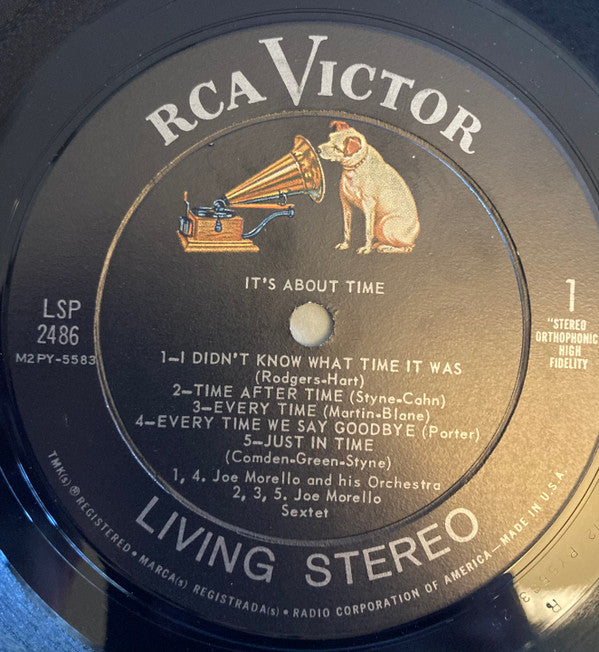 RCA VICTOR
IT'S ABOUT TIME
LSP
2486
M2PY-5583
1
"STEREO
ORTHOPHONIC"
HIGH
FIDELITY
1—I DIDN'T KNOW WHAT TIME IT WAS
(Rodgers-Hart)
2—TIME AFTER TIME (Styne-Cahn)
3—EVERY TIME (Martin-Blane)
4—EVERY TIME WE SAY GOODBYE (Porter)
5—JUST IN TIME
(Comden-Green-Styne)
1, 4. Joe Morello and his Orchestra
2, 3, 5. Joe Morello
Sextet
LIVING STEREO
TMK(s) ® REGISTERED • MARCA(s) REGISTRADA(s) • RADIO CORPORATION OF AMERICA—MADE IN U.S.A.